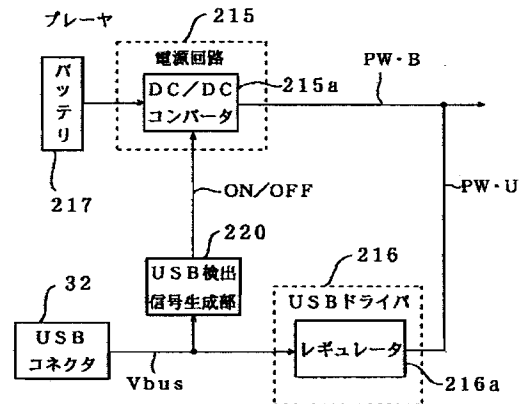 プレーヤ
215
電源回路
DC/DC
コンバータ
215a
PW・B
バッテリ
217
ON/OFF
PW・U
220
USB検出
信号生成部
216
USBドライバ
32
USB
コネクタ
Vbus
レギュレータ
216a